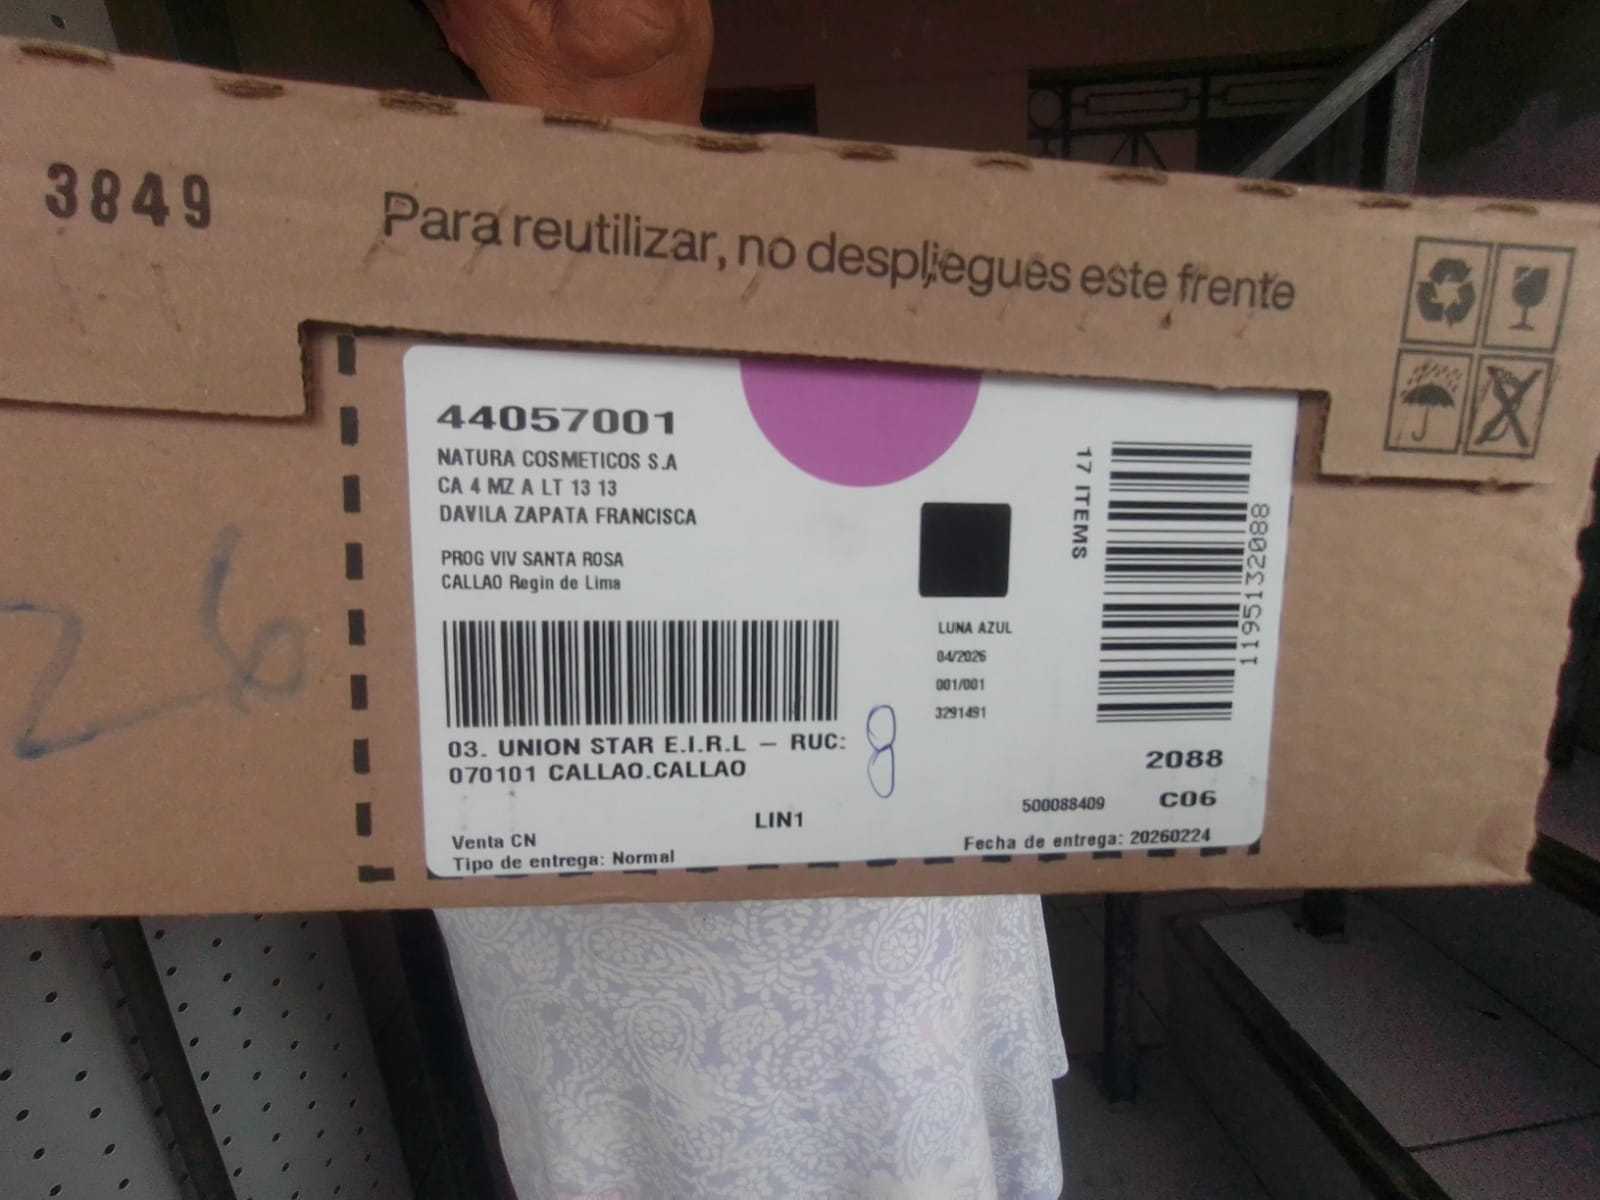 3849
Para reutilizar, no despliegues este frente
44057001
NATURA COSMETICOS S.A
CA 4 MZ A LT 13 13
DAVILA ZAPATA FRANCISCA
PROG VIV SANTA ROSA
CALLAO Regin de Lima
17 ITEMS
1195132088
LUNA AZUL
04/2026
001/001
3291491
03. UNION STAR E.I.R.L – RUC:
070101 CALLAO.CALLAO
8
2088
C06
500088409
LIN1
Venta CN
Tipo de entrega: Normal
Fecha de entrega: 20260224
26